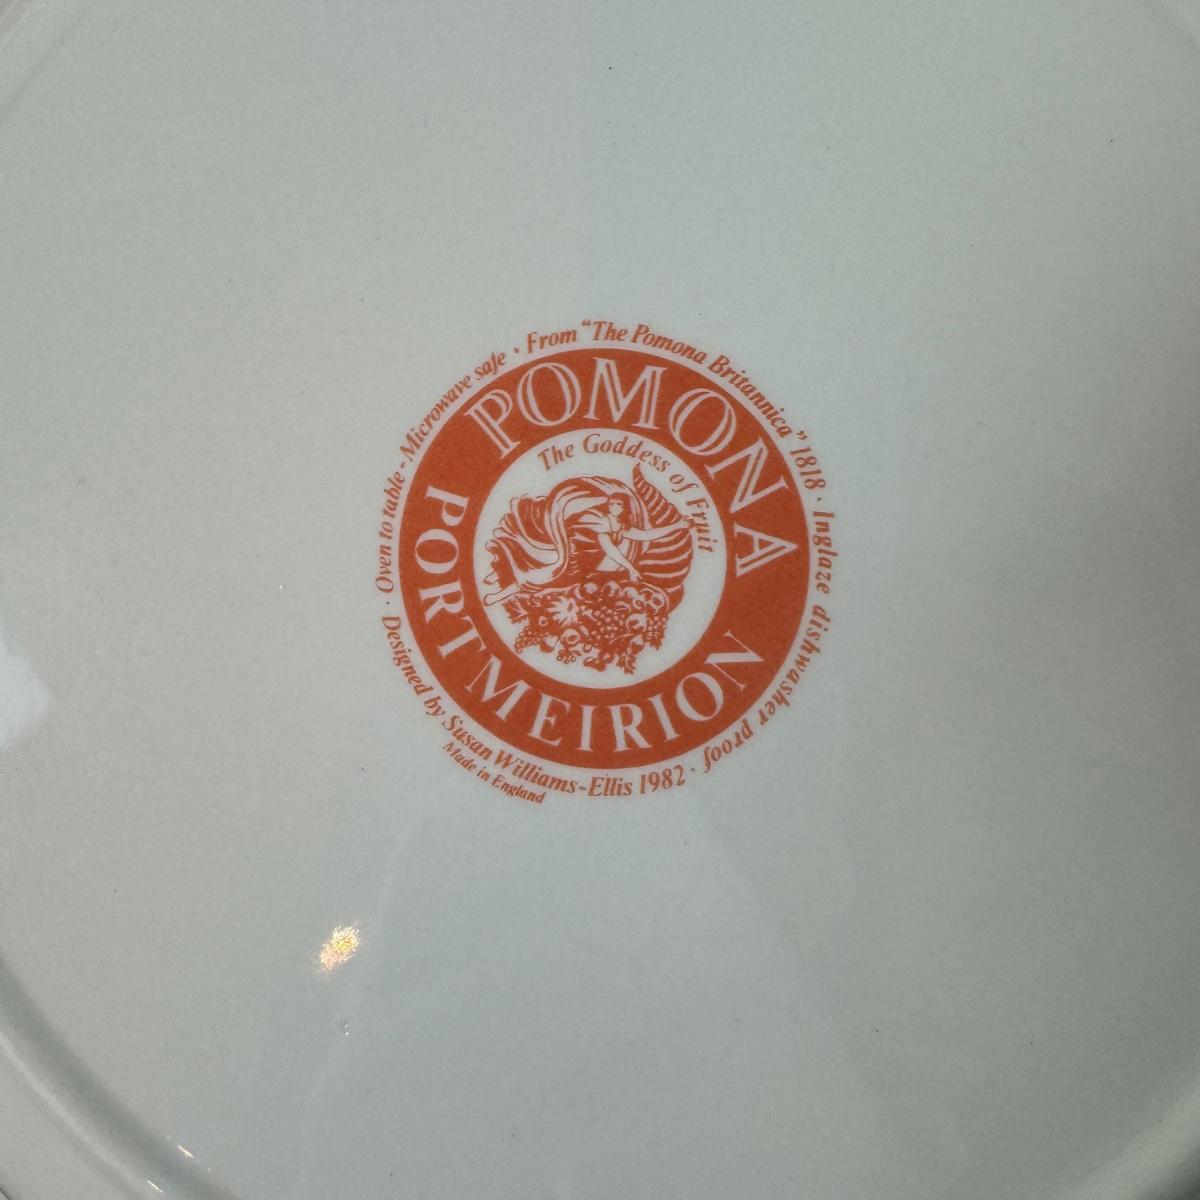 POMONA
PORTMEIRION
The Goddess of Fruit
From "The Pomona Britannica" 1818 · Inglaze dishwasher proof · Designed by Susan Williams-Ellis 1982 · Oven to table - Microwave safe ·
Made in England